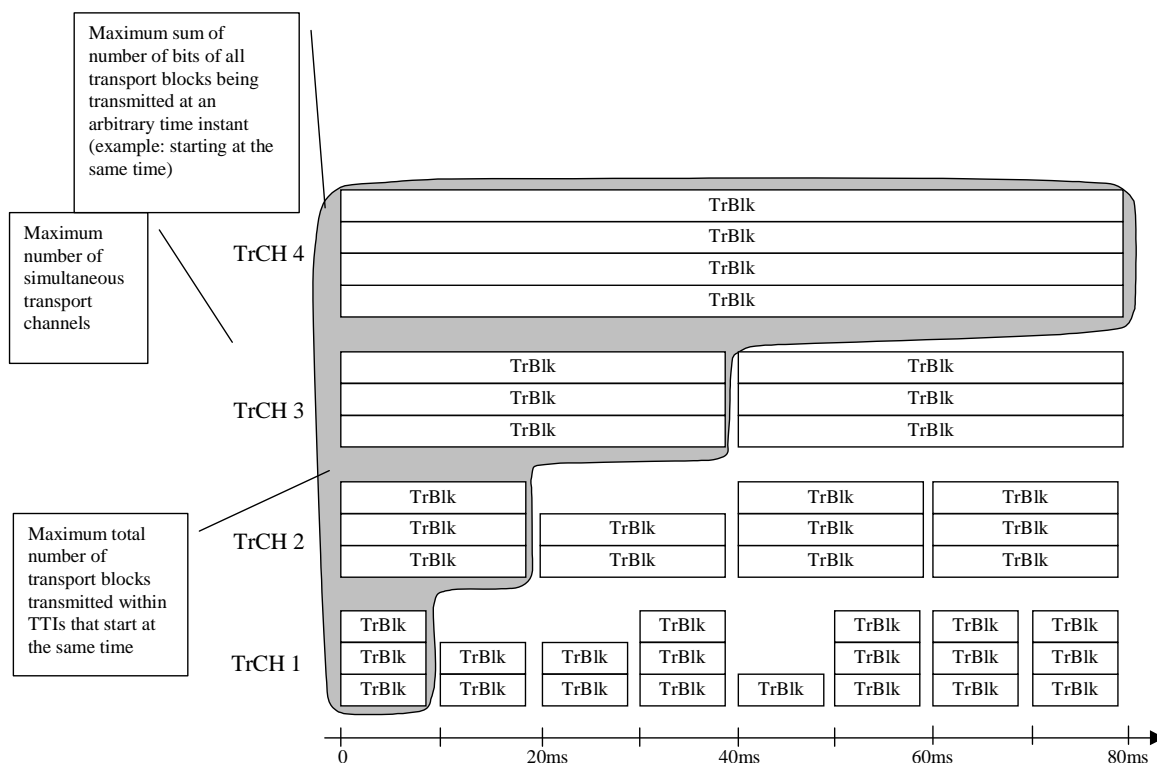 Maximum sum of
number of bits of all
transport blocks being
transmitted at an
arbitrary time instant
(example: starting at the
same time)
Maximum
number of
simultaneous
transport
channels
TrCH 4
TrBlk
TrBlk
TrBlk
TrBlk
TrCH 3
TrBlk TrBlk
TrBlk TrBlk
TrBlk TrBlk
Maximum total
number of
transport blocks
transmitted within
TTIs that start at
the same time
TrCH 2
TrBlk TrBlk TrBlk
TrBlk TrBlk TrBlk TrBlk
TrBlk TrBlk TrBlk TrBlk
TrCH 1
TrBlk TrBlk TrBlk TrBlk TrBlk
TrBlk TrBlk TrBlk TrBlk TrBlk TrBlk TrBlk
TrBlk TrBlk TrBlk TrBlk TrBlk TrBlk TrBlk TrBlk
0 20ms 40ms 60ms 80ms